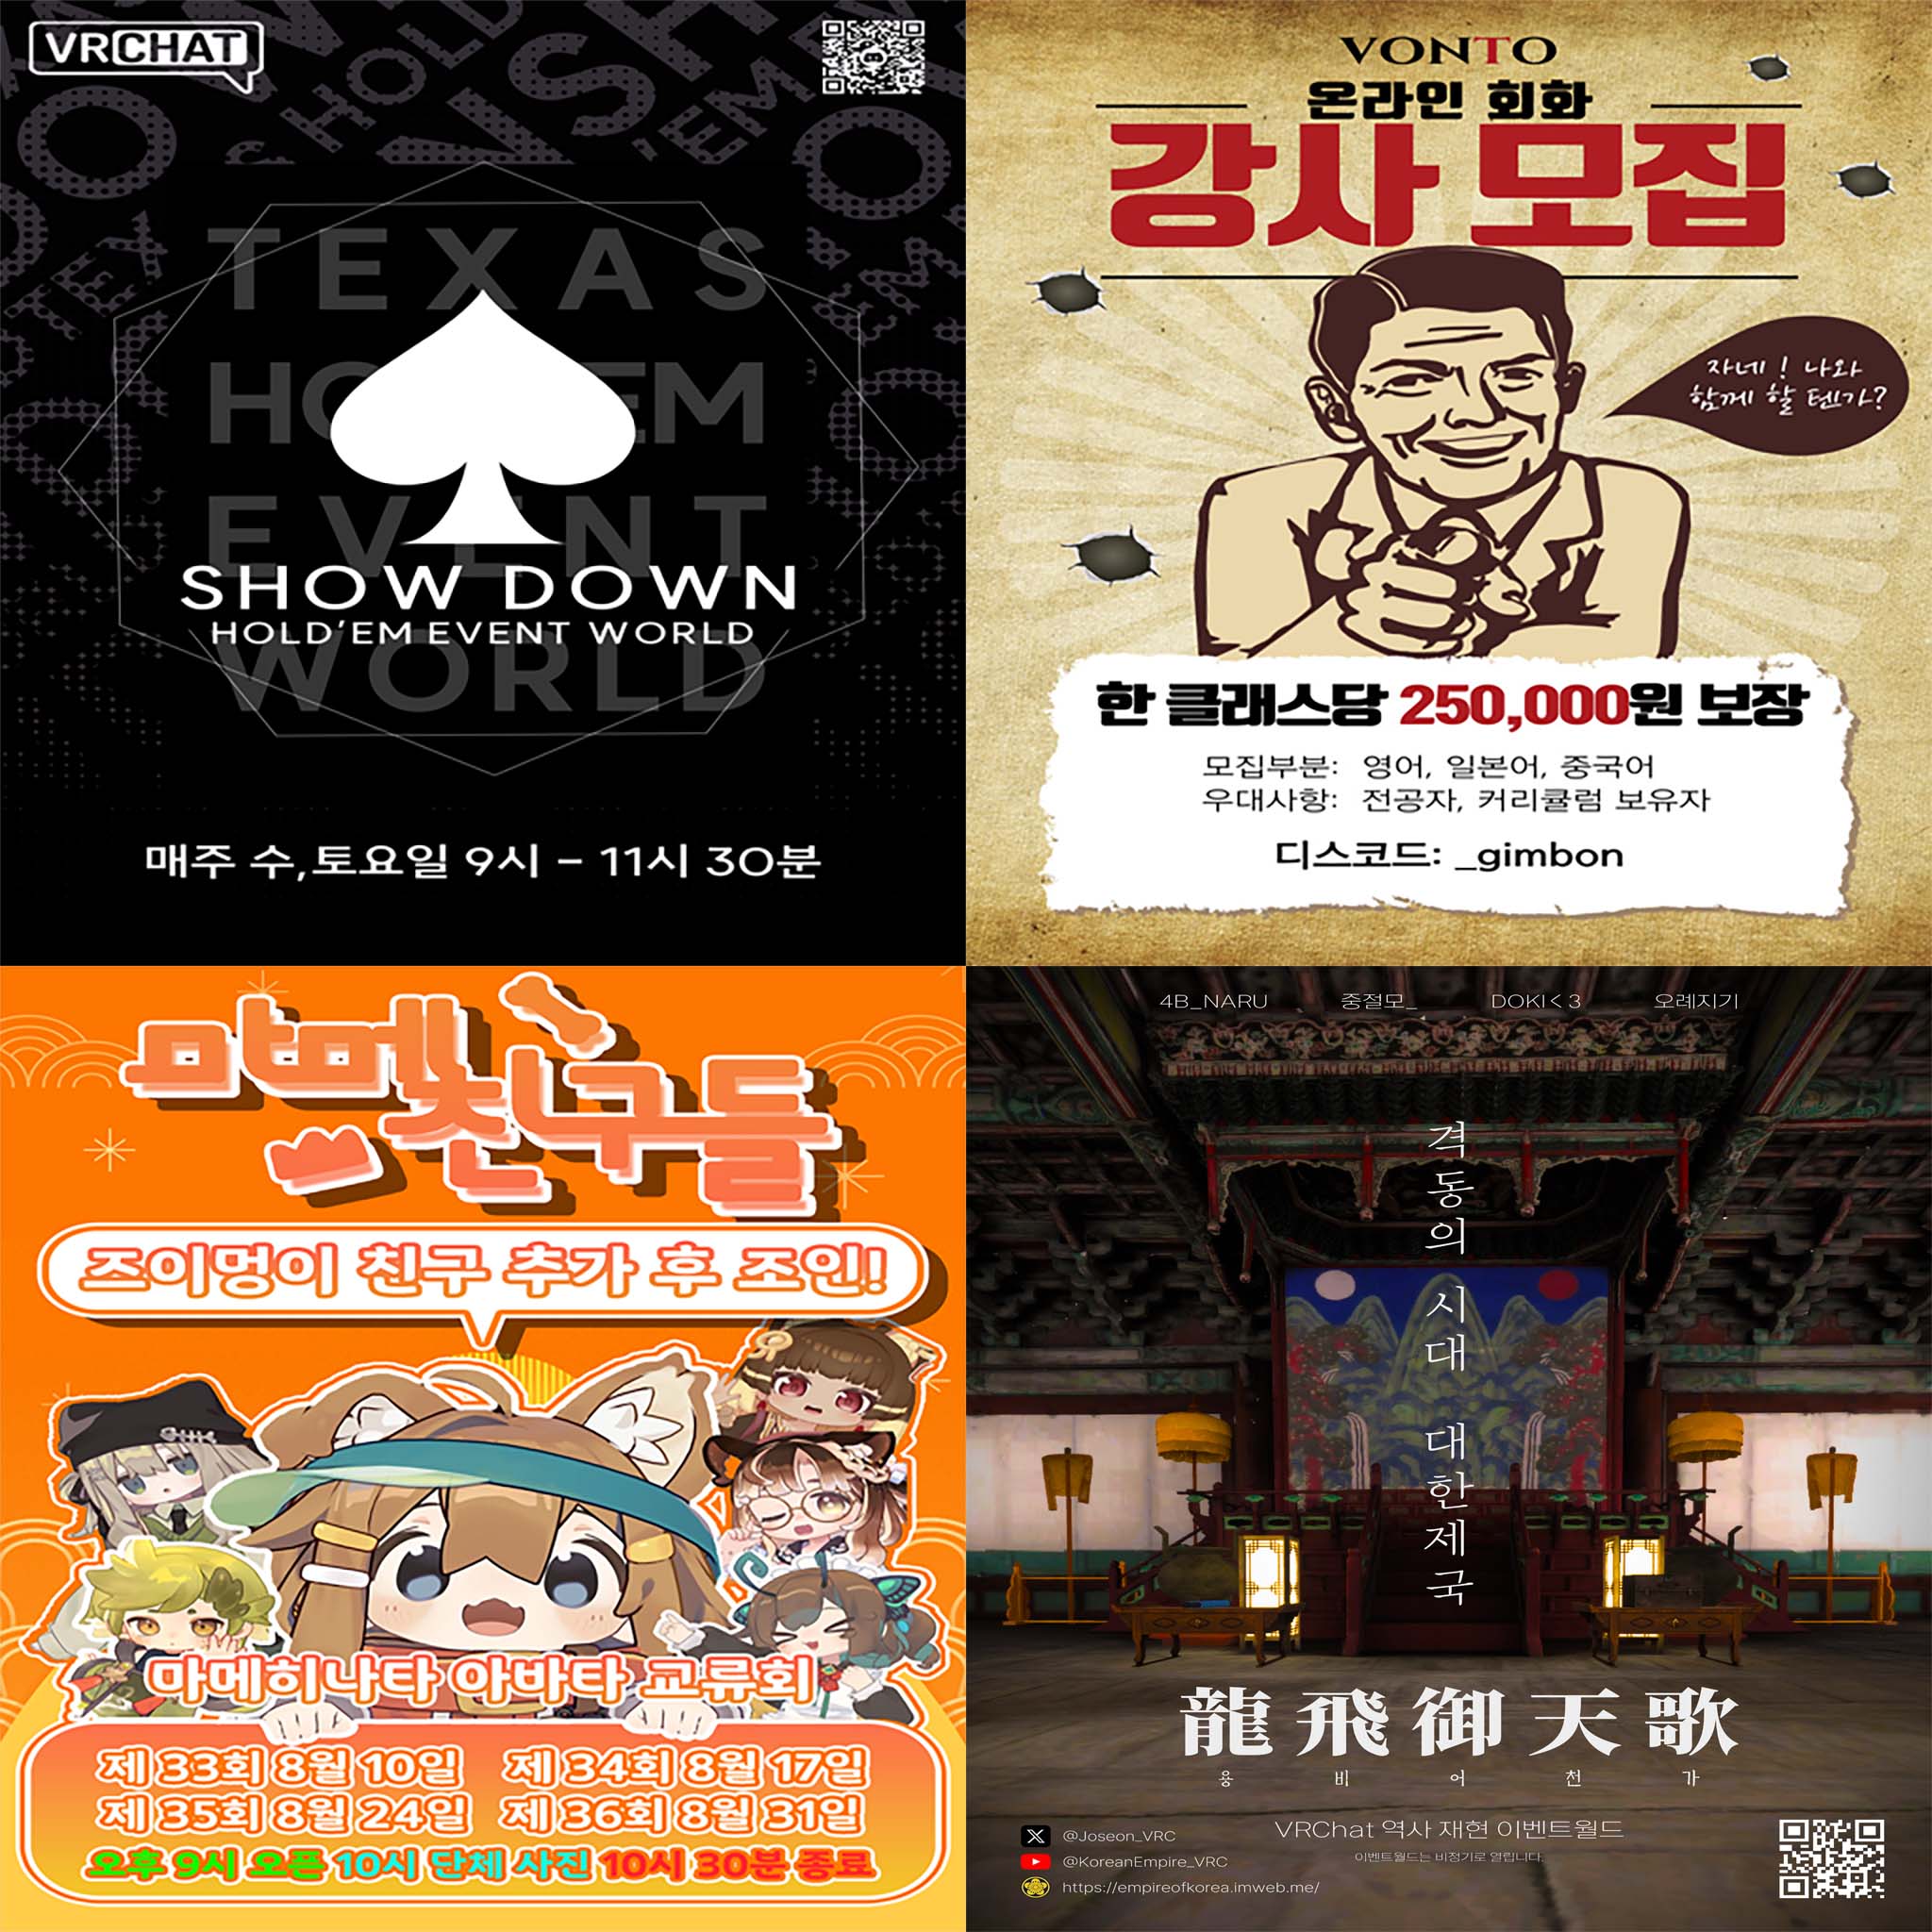 VRCHAT
TEXAS
HOLD'EM
EVENT
WORLD
SHOW DOWN
HOLD'EM EVENT WORLD
매주 수,토요일 9시 - 11시 30분
VONTO
온라인 회화
강사 모집
자네! 나와
함께 할 텐가?
한 클래스당 250,000원 보장
모집부분: 영어, 일본어, 중국어
우대사항: 전공자, 커리큘럼 보유자
디스코드: _gimbon
마메친구들
즈이멍이 친구 추가 후 조인!
마메히나타 아바타 교류회
제 33회 8월 10일 제 34회 8월 17일
제 35회 8월 24일 제 36회 8월 31일
오후 9시 오픈 10시 단체 사진 10시 30분 종료
4B_NARU 중절모_ DOKI<3 오레지기
격동의 시대 대한제국
龍飛御天歌
용비어천가
VRChat 역사 재현 이벤트월드
이벤트월드는 비정기로 열립니다.
@Joseon_VRC
@KoreanEmpire_VRC
https://empireofkorea.imweb.me/